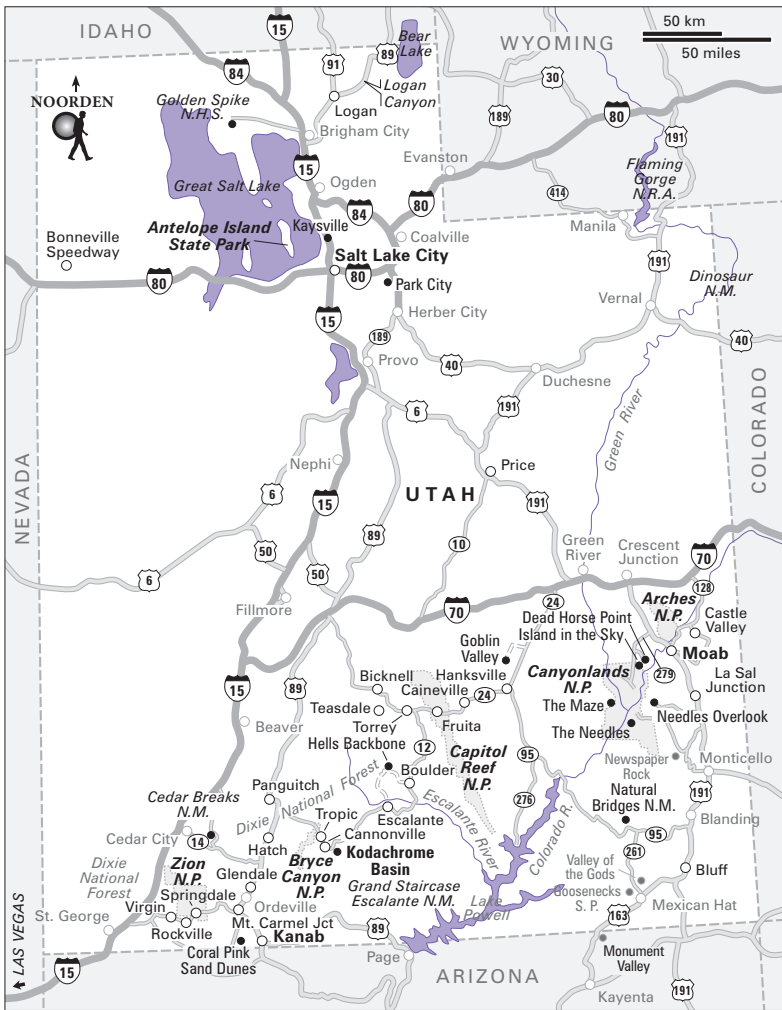 IDAHO
15
89
Bear
Lake
WYOMING
50 km
50 miles
84
91
Logan
Canyon
30
NOORDEN
Golden Spike
N.H.S.
Logan
80
189
191
Brigham City
15
Evanston
Flaming
Gorge
N.R.A.
Great Salt Lake
Ogden
80
414
84
Manila
Antelope Island
State Park
Kaysville
Coalville
Bonneville
Speedway
Salt Lake City
191
Dinosaur
N.M.
80
80
80
Park City
Vernal
15
Herber City
189
40
Provo
40
Duchesne
COLORADO
6
191
Green River
NEVADA
Nephi
Price
UTAH
6
15
191
89
10
50
Green
River
Crescent
Junction
6
50
70
Fillmore
24
128
70
Arches
N.P.
Dead Horse Point
Island in the Sky
Castle
Valley
Goblin
Valley
Moab
15
89
Bicknell
Hanksville
Canyonlands
N.P.
279
Caineville
24
La Sal
Junction
Teasdale
The Maze
Torrey
Fruita
Needles Overlook
Beaver
The Needles
Hells Backbone
12
Capitol
Reef
N.P.
95
Newspaper
Rock
Monticello
Boulder
Panguitch
276
Natural
Bridges N.M.
191
Cedar Breaks
N.M.
Dixie National Forest
Tropic
Escalante
Escalante River
Colorado R.
Blanding
Cedar City
14
Cannonville
95
Hatch
Bryce
Canyon
N.P.
Kodachrome
Basin
261
Dixie
National
Forest
Zion
N.P.
Valley of
the Gods
Bluff
Glendale
Grand Staircase
Escalante N.M.
Goosenecks
S. P.
Springdale
Ordeville
Lake
Powell
Virgin
Mexican Hat
St. George
Mt. Carmel Jct
89
163
Rockville
Kanab
LAS VEGAS
Coral Pink
Sand Dunes
Page
Monument
Valley
15
ARIZONA
Kayenta
191